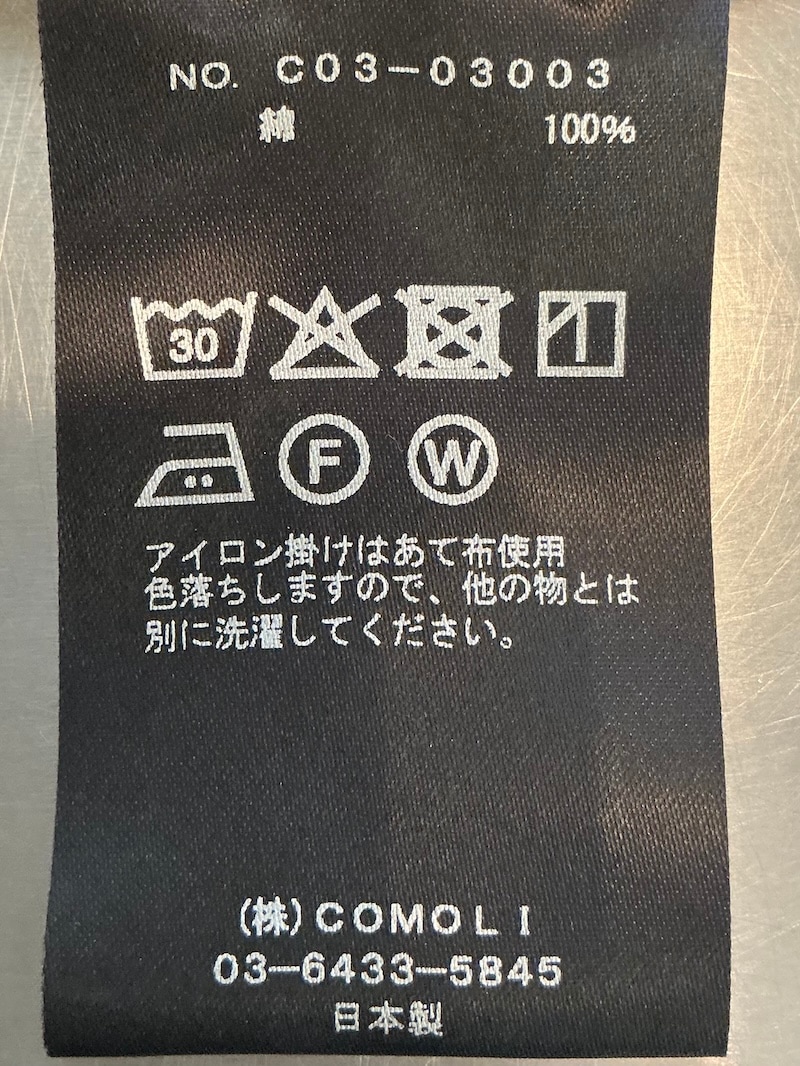 NO. C03-03003
綿 100%
30
F W
アイロン掛けはあて布使用
色落ちしますので、他の物とは
別に洗濯してください。
(株)COMOLI
03-6433-5845
日本製